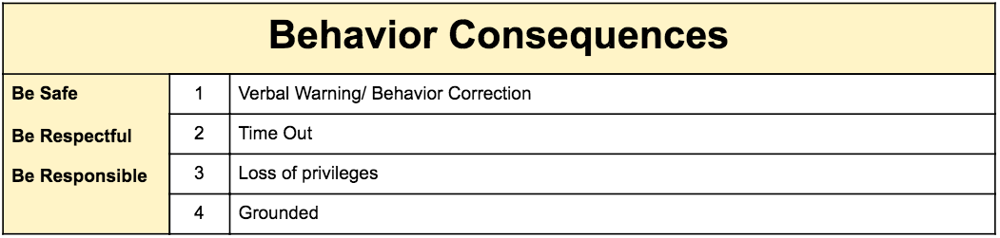 Behavior Consequences
Be Safe
Be Respectful
Be Responsible
1 Verbal Warning/ Behavior Correction
2 Time Out
3 Loss of privileges
4 Grounded